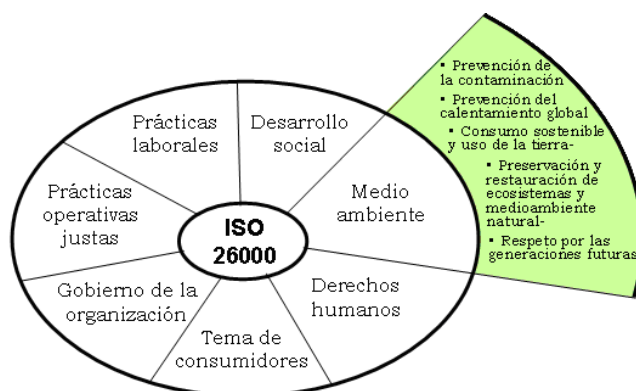 Prácticas
laborales
Desarrollo
social
Medio
ambiente
Derechos
humanos
Tema de
consumidores
Gobierno de la
organización
Prácticas
operativas
justas
ISO
26000
▪ Prevención de
la contaminación
▪ Prevención del
calentamiento global
▪ Consumo sostenible
y uso de la tierra-
▪ Preservación y
restauración de
ecosistemas y
medioambiente
natural-
▪ Respeto por las
generaciones futuras